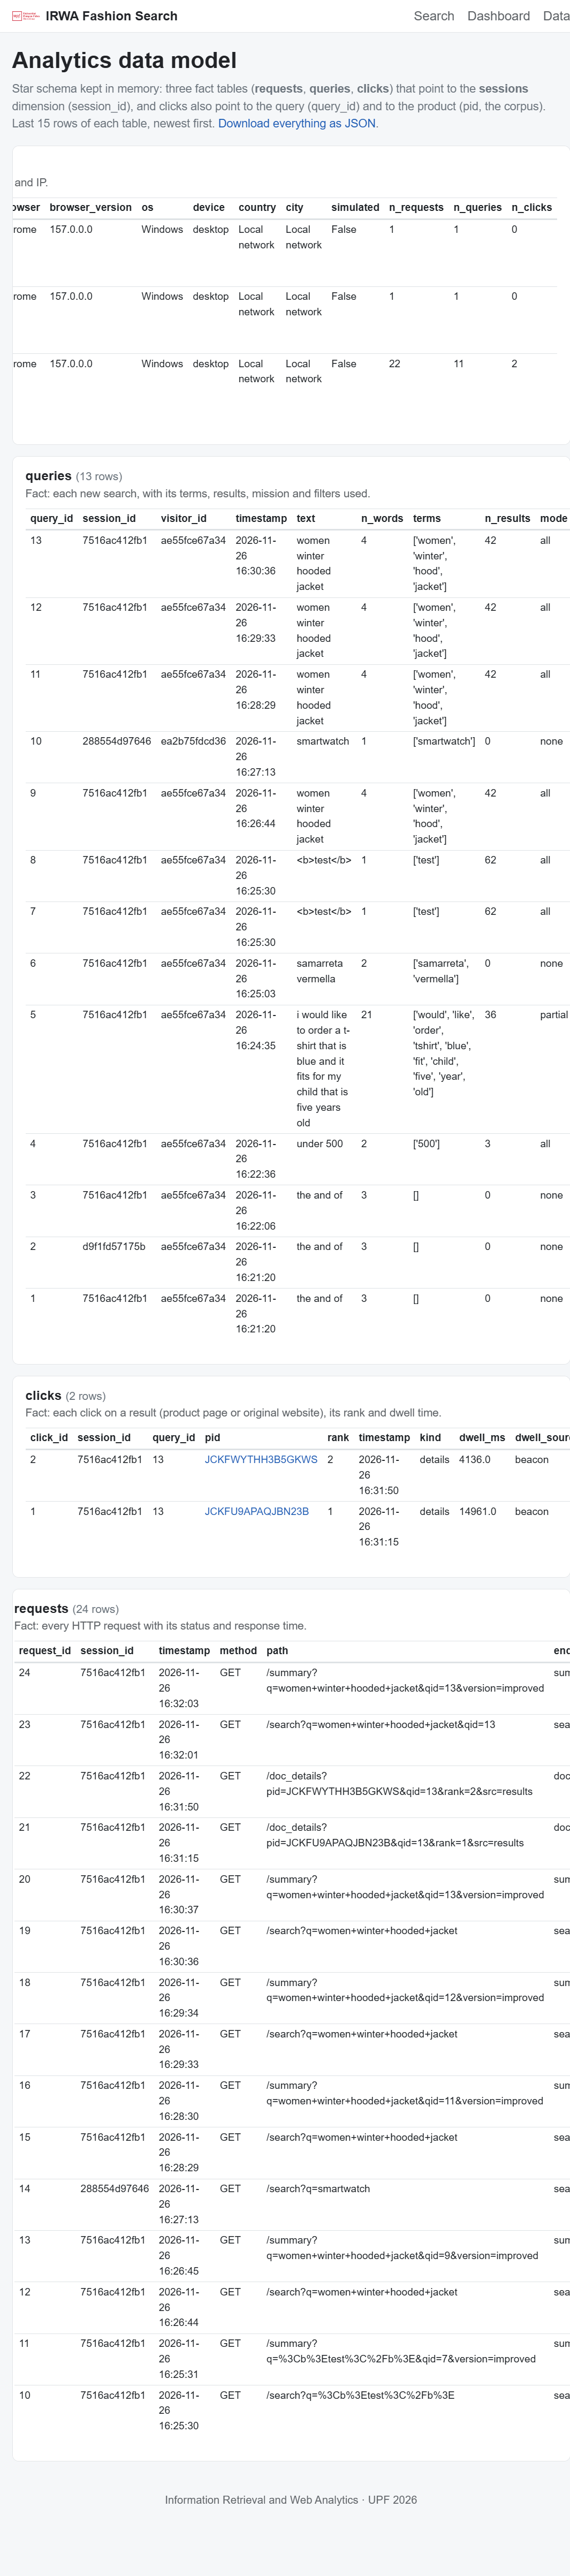 IRWA Fashion Search
Search Dashboard Data
Analytics data model
Star schema kept in memory: three fact tables (requests, queries, clicks) that point to the sessions
dimension (session_id), and clicks also point to the query (query_id) and to the product (pid, the corpus).
Last 15 rows of each table, newest first. Download everything as JSON.
and IP.
owser browser_version os device country city simulated n_requests n_queries n_clicks
rome 157.0.0.0 Windows desktop Local Local False 1 1 0
network network
rome 157.0.0.0 Windows desktop Local Local False 1 1 0
network network
rome 157.0.0.0 Windows desktop Local Local False 22 11 2
network network
queries (13 rows)
Fact: each new search, with its terms, results, mission and filters used.
query_id session_id visitor_id timestamp text n_words terms n_results mode
13 7516ac412fb1 ae55fce67a34 2026-11- women 4 ['women', 42 all
26 winter 'winter',
16:30:36 hooded 'hood',
jacket 'jacket']
12 7516ac412fb1 ae55fce67a34 2026-11- women 4 ['women', 42 all
26 winter 'winter',
16:29:33 hooded 'hood',
jacket 'jacket']
11 7516ac412fb1 ae55fce67a34 2026-11- women 4 ['women', 42 all
26 winter 'winter',
16:28:29 hooded 'hood',
jacket 'jacket']
10 288554d97646 ea2b75fdcd36 2026-11- smartwatch 1 ['smartwatch'] 0 none
26
16:27:13
9 7516ac412fb1 ae55fce67a34 2026-11- women 4 ['women', 42 all
26 winter 'winter',
16:26:44 hooded 'hood',
jacket 'jacket']
8 7516ac412fb1 ae55fce67a34 2026-11- <b>test</b> 1 ['test'] 62 all
26
16:25:30
7 7516ac412fb1 ae55fce67a34 2026-11- <b>test</b> 1 ['test'] 62 all
26
16:25:30
6 7516ac412fb1 ae55fce67a34 2026-11- samarreta 2 ['samarreta', 0 none
26 vermella 'vermella']
16:25:03
5 7516ac412fb1 ae55fce67a34 2026-11- i would like 21 ['would', 'like', 36 partial
26 to order a t- 'order',
16:24:35 shirt that is 'tshirt', 'blue',
blue and it 'fit', 'child',
fits for my 'five', 'year',
child that is 'old']
five years
old
4 7516ac412fb1 ae55fce67a34 2026-11- under 500 2 ['500'] 3 all
26
16:22:36
3 7516ac412fb1 ae55fce67a34 2026-11- the and of 3 [] 0 none
26
16:22:06
2 d9f1fd57175b ae55fce67a34 2026-11- the and of 3 [] 0 none
26
16:21:20
1 7516ac412fb1 ae55fce67a34 2026-11- the and of 3 [] 0 none
26
16:21:20
clicks (2 rows)
Fact: each click on a result (product page or original website), its rank and dwell time.
click_id session_id query_id pid rank timestamp kind dwell_ms dwell_sour
2 7516ac412fb1 13 JCKFWYTHH3B5GKWS 2 2026-11- details 4136.0 beacon
26
16:31:50
1 7516ac412fb1 13 JCKFU9APAQJBN23B 1 2026-11- details 14961.0 beacon
26
16:31:15
requests (24 rows)
Fact: every HTTP request with its status and response time.
request_id session_id timestamp method path end
24 7516ac412fb1 2026-11- GET /summary? sum
26 q=women+winter+hooded+jacket&qid=13&version=improved
16:32:03
23 7516ac412fb1 2026-11- GET /search?q=women+winter+hooded+jacket&qid=13 sea
26
16:32:01
22 7516ac412fb1 2026-11- GET /doc_details? doc
26 pid=JCKFWYTHH3B5GKWS&qid=13&rank=2&src=results
16:31:50
21 7516ac412fb1 2026-11- GET /doc_details? doc
26 pid=JCKFU9APAQJBN23B&qid=13&rank=1&src=results
16:31:15
20 7516ac412fb1 2026-11- GET /summary? sum
26 q=women+winter+hooded+jacket&qid=13&version=improved
16:30:37
19 7516ac412fb1 2026-11- GET /search?q=women+winter+hooded+jacket sea
26
16:30:36
18 7516ac412fb1 2026-11- GET /summary? sum
26 q=women+winter+hooded+jacket&qid=12&version=improved
16:29:34
17 7516ac412fb1 2026-11- GET /search?q=women+winter+hooded+jacket sea
26
16:29:33
16 7516ac412fb1 2026-11- GET /summary? sum
26 q=women+winter+hooded+jacket&qid=11&version=improved
16:28:30
15 7516ac412fb1 2026-11- GET /search?q=women+winter+hooded+jacket sea
26
16:28:29
14 288554d97646 2026-11- GET /search?q=smartwatch sea
26
16:27:13
13 7516ac412fb1 2026-11- GET /summary? sum
26 q=women+winter+hooded+jacket&qid=9&version=improved
16:26:45
12 7516ac412fb1 2026-11- GET /search?q=women+winter+hooded+jacket sea
26
16:26:44
11 7516ac412fb1 2026-11- GET /summary? sum
26 q=%3Cb%3Etest%3C%2Fb%3E&qid=7&version=improved
16:25:31
10 7516ac412fb1 2026-11- GET /search?q=%3Cb%3Etest%3C%2Fb%3E sea
26
16:25:30
Information Retrieval and Web Analytics · UPF 2026